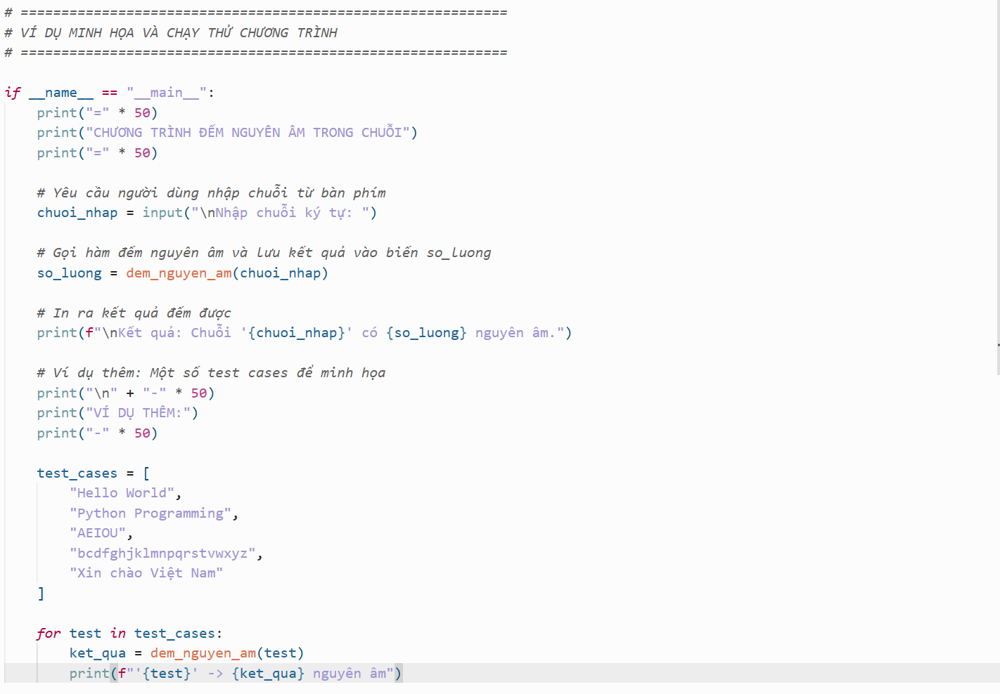 # ============================================================
# VÍ DỤ MINH HỌA VÀ CHẠY THỬ CHƯƠNG TRÌNH
# ============================================================
if __name__ == "__main__":
    print("=" * 50)
    print("CHƯƠNG TRÌNH ĐẾM NGUYÊN ÂM TRONG CHUỖI")
    print("=" * 50)
    # Yêu cầu người dùng nhập chuỗi từ bàn phím
    chuoi_nhap = input("\nNhập chuỗi ký tự: ")
    # Gọi hàm đếm nguyên âm và lưu kết quả vào biến so_luong
    so_luong = dem_nguyen_am(chuoi_nhap)
    # In ra kết quả đếm được
    print(f"\nKết quả: Chuỗi '{chuoi_nhap}' có {so_luong} nguyên âm.")
    # Ví dụ thêm: Một số test cases để minh họa
    print("\n" + "-" * 50)
    print("VÍ DỤ THÊM:")
    print("-" * 50)
    test_cases = [
        "Hello World",
        "Python Programming",
        "AEIOU",
        "bcdfghjklmnpqrstvwxyz",
        "Xin chào Việt Nam"
    ]
    for test in test_cases:
        ket_qua = dem_nguyen_am(test)
        print(f"'{test}' -> {ket_qua} nguyên âm")